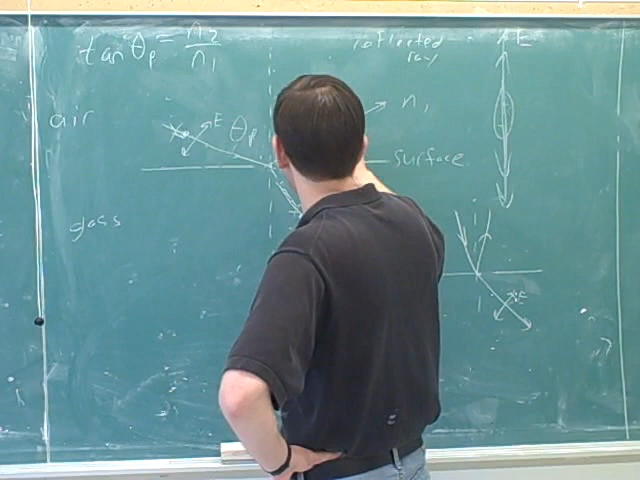 tan θp = n2/n1
reflected
ray
E
air
E
θp
n1
surface
glass
E